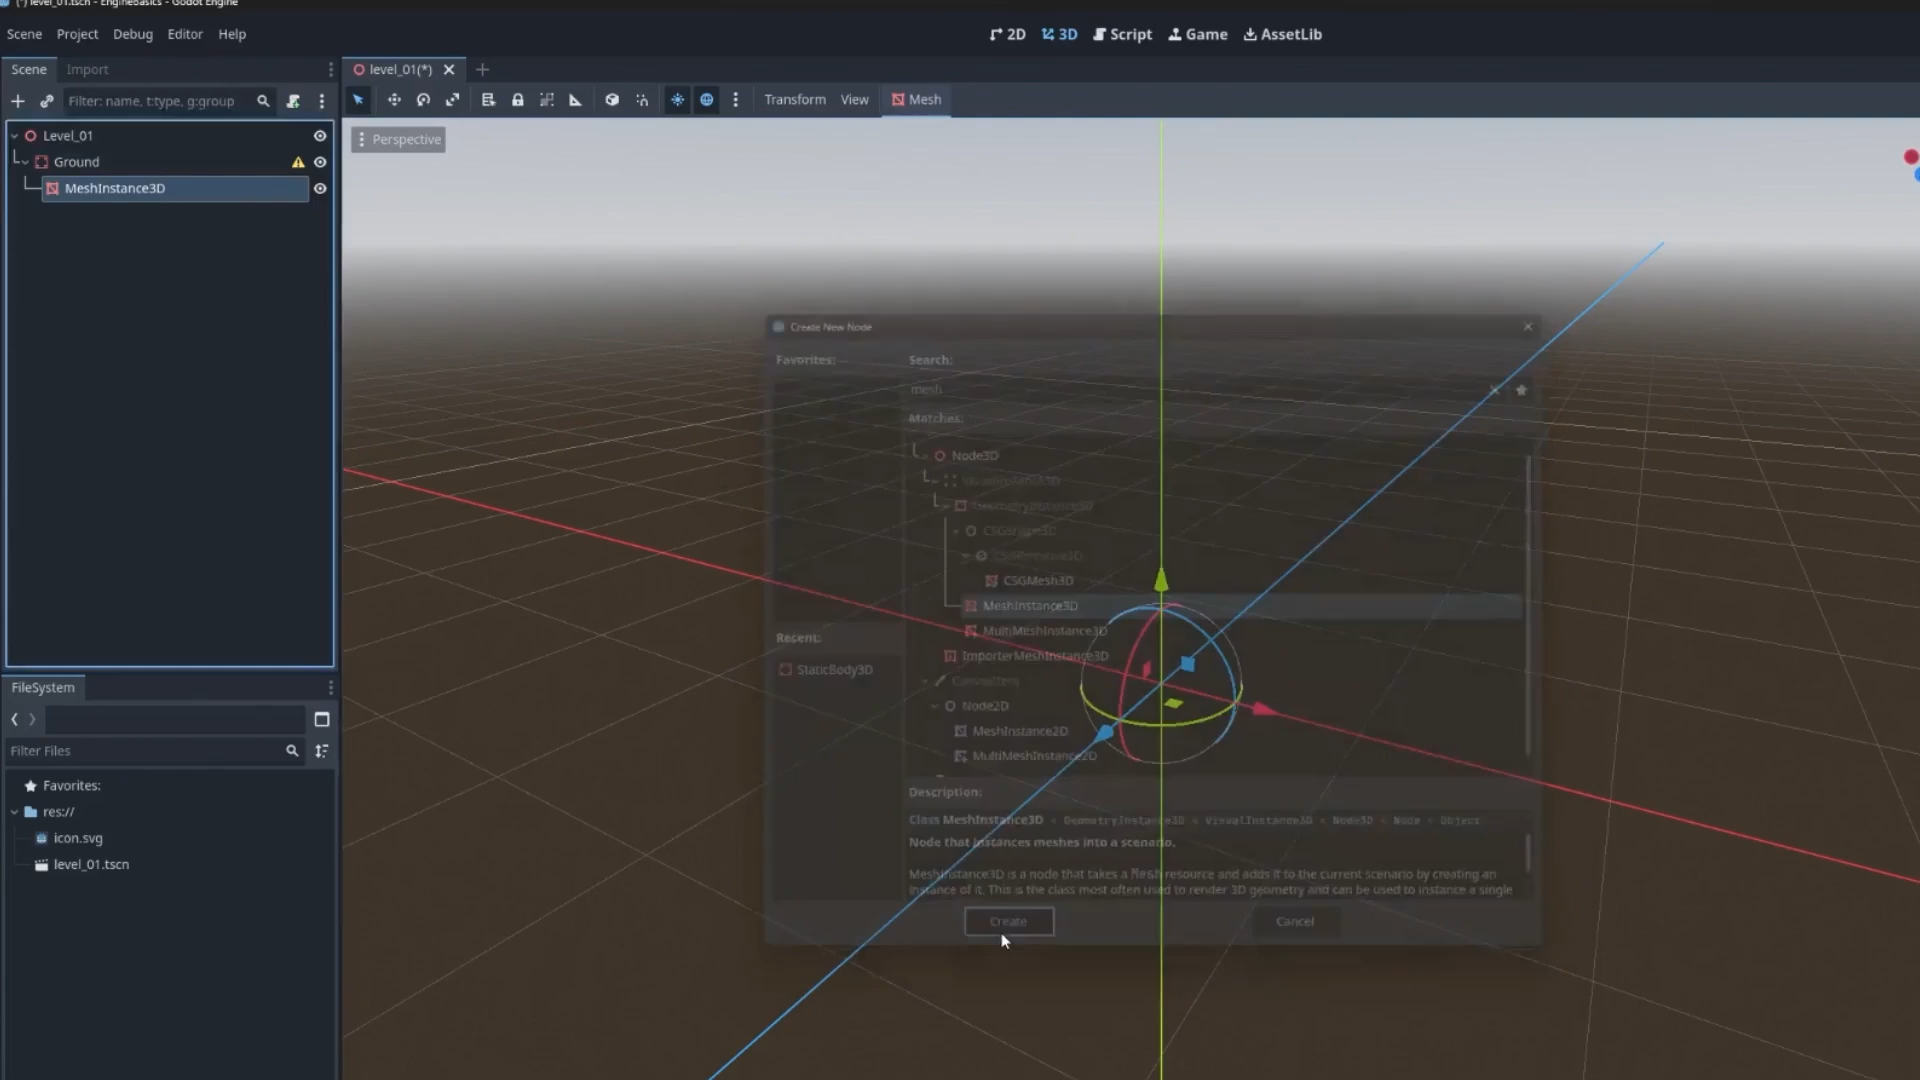 (*) level_01.tscn - EngineBasics - Godot Engine
Scene Project Debug Editor Help
2D 3D Script Game AssetLib
Scene Import
level_01(*)
Filter: name, t:type, g:group
Transform View Mesh
Level_01
Ground
MeshInstance3D
Perspective
Create New Node
Favorites:
Search:
mesh
Matches:
Node3D
VisualInstance3D
GeometryInstance3D
CSGShape3D
CSGPrimitive3D
CSGMesh3D
MeshInstance3D
MultiMeshInstance3D
ImporterMeshInstance3D
CanvasItem
Node2D
MeshInstance2D
MultiMeshInstance2D
Recent:
StaticBody3D
Description:
Class MeshInstance3D < GeometryInstance3D < VisualInstance3D < Node3D < Node < Object
Node that instances meshes into a scenario.
MeshInstance3D is a node that takes a Mesh resource and adds it to the current scenario by creating an
instance of it. This is the class most often used to render 3D geometry and can be used to instance a single
Create Cancel
FileSystem
Filter Files
Favorites:
res://
icon.svg
level_01.tscn